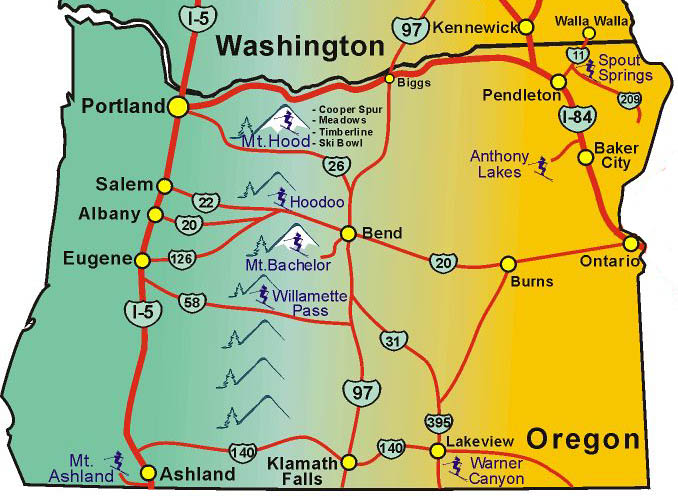 I-5
97
Kennewick
Walla Walla
Washington
11
Spout
Springs
Biggs
Pendleton
209
Portland
- Cooper Spur
- Meadows
- Timberline
- Ski Bowl
Mt.Hood
I-84
Baker
City
Anthony
Lakes
26
Salem
22
Hoodoo
Albany
20
Bend
Eugene
126
Mt.Bachelor
20
Ontario
Burns
Willamette
Pass
58
I-5
31
97
395
Oregon
Lakeview
140
140
Mt.
Ashland
Ashland
Klamath
Falls
Warner
Canyon